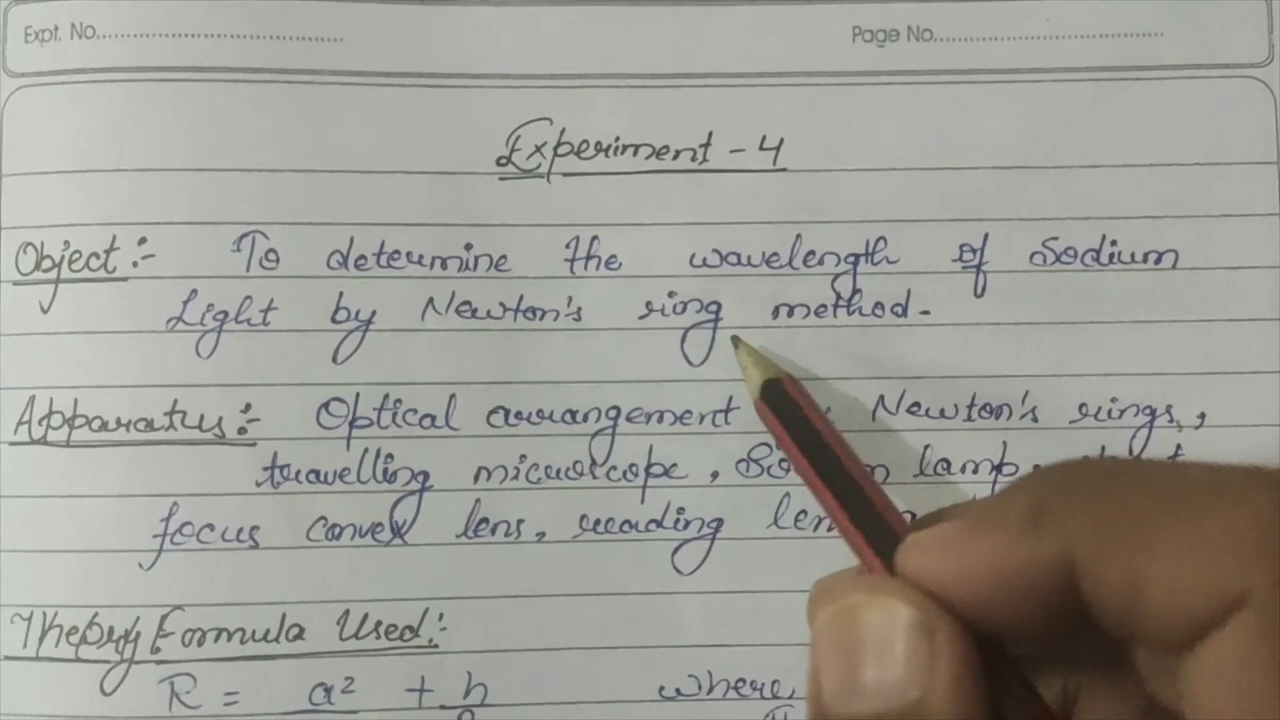 Expt. No.
Page No.
Experiment - 4
Object :- To determine the wavelength of Sodium
Light by Newton's ring method.
Apparatus :- Optical arrangement Newton's rings,
travelling microscope, lamp,
focus convex lens, reading
Theory Formula Used :-
R = a² + h where,